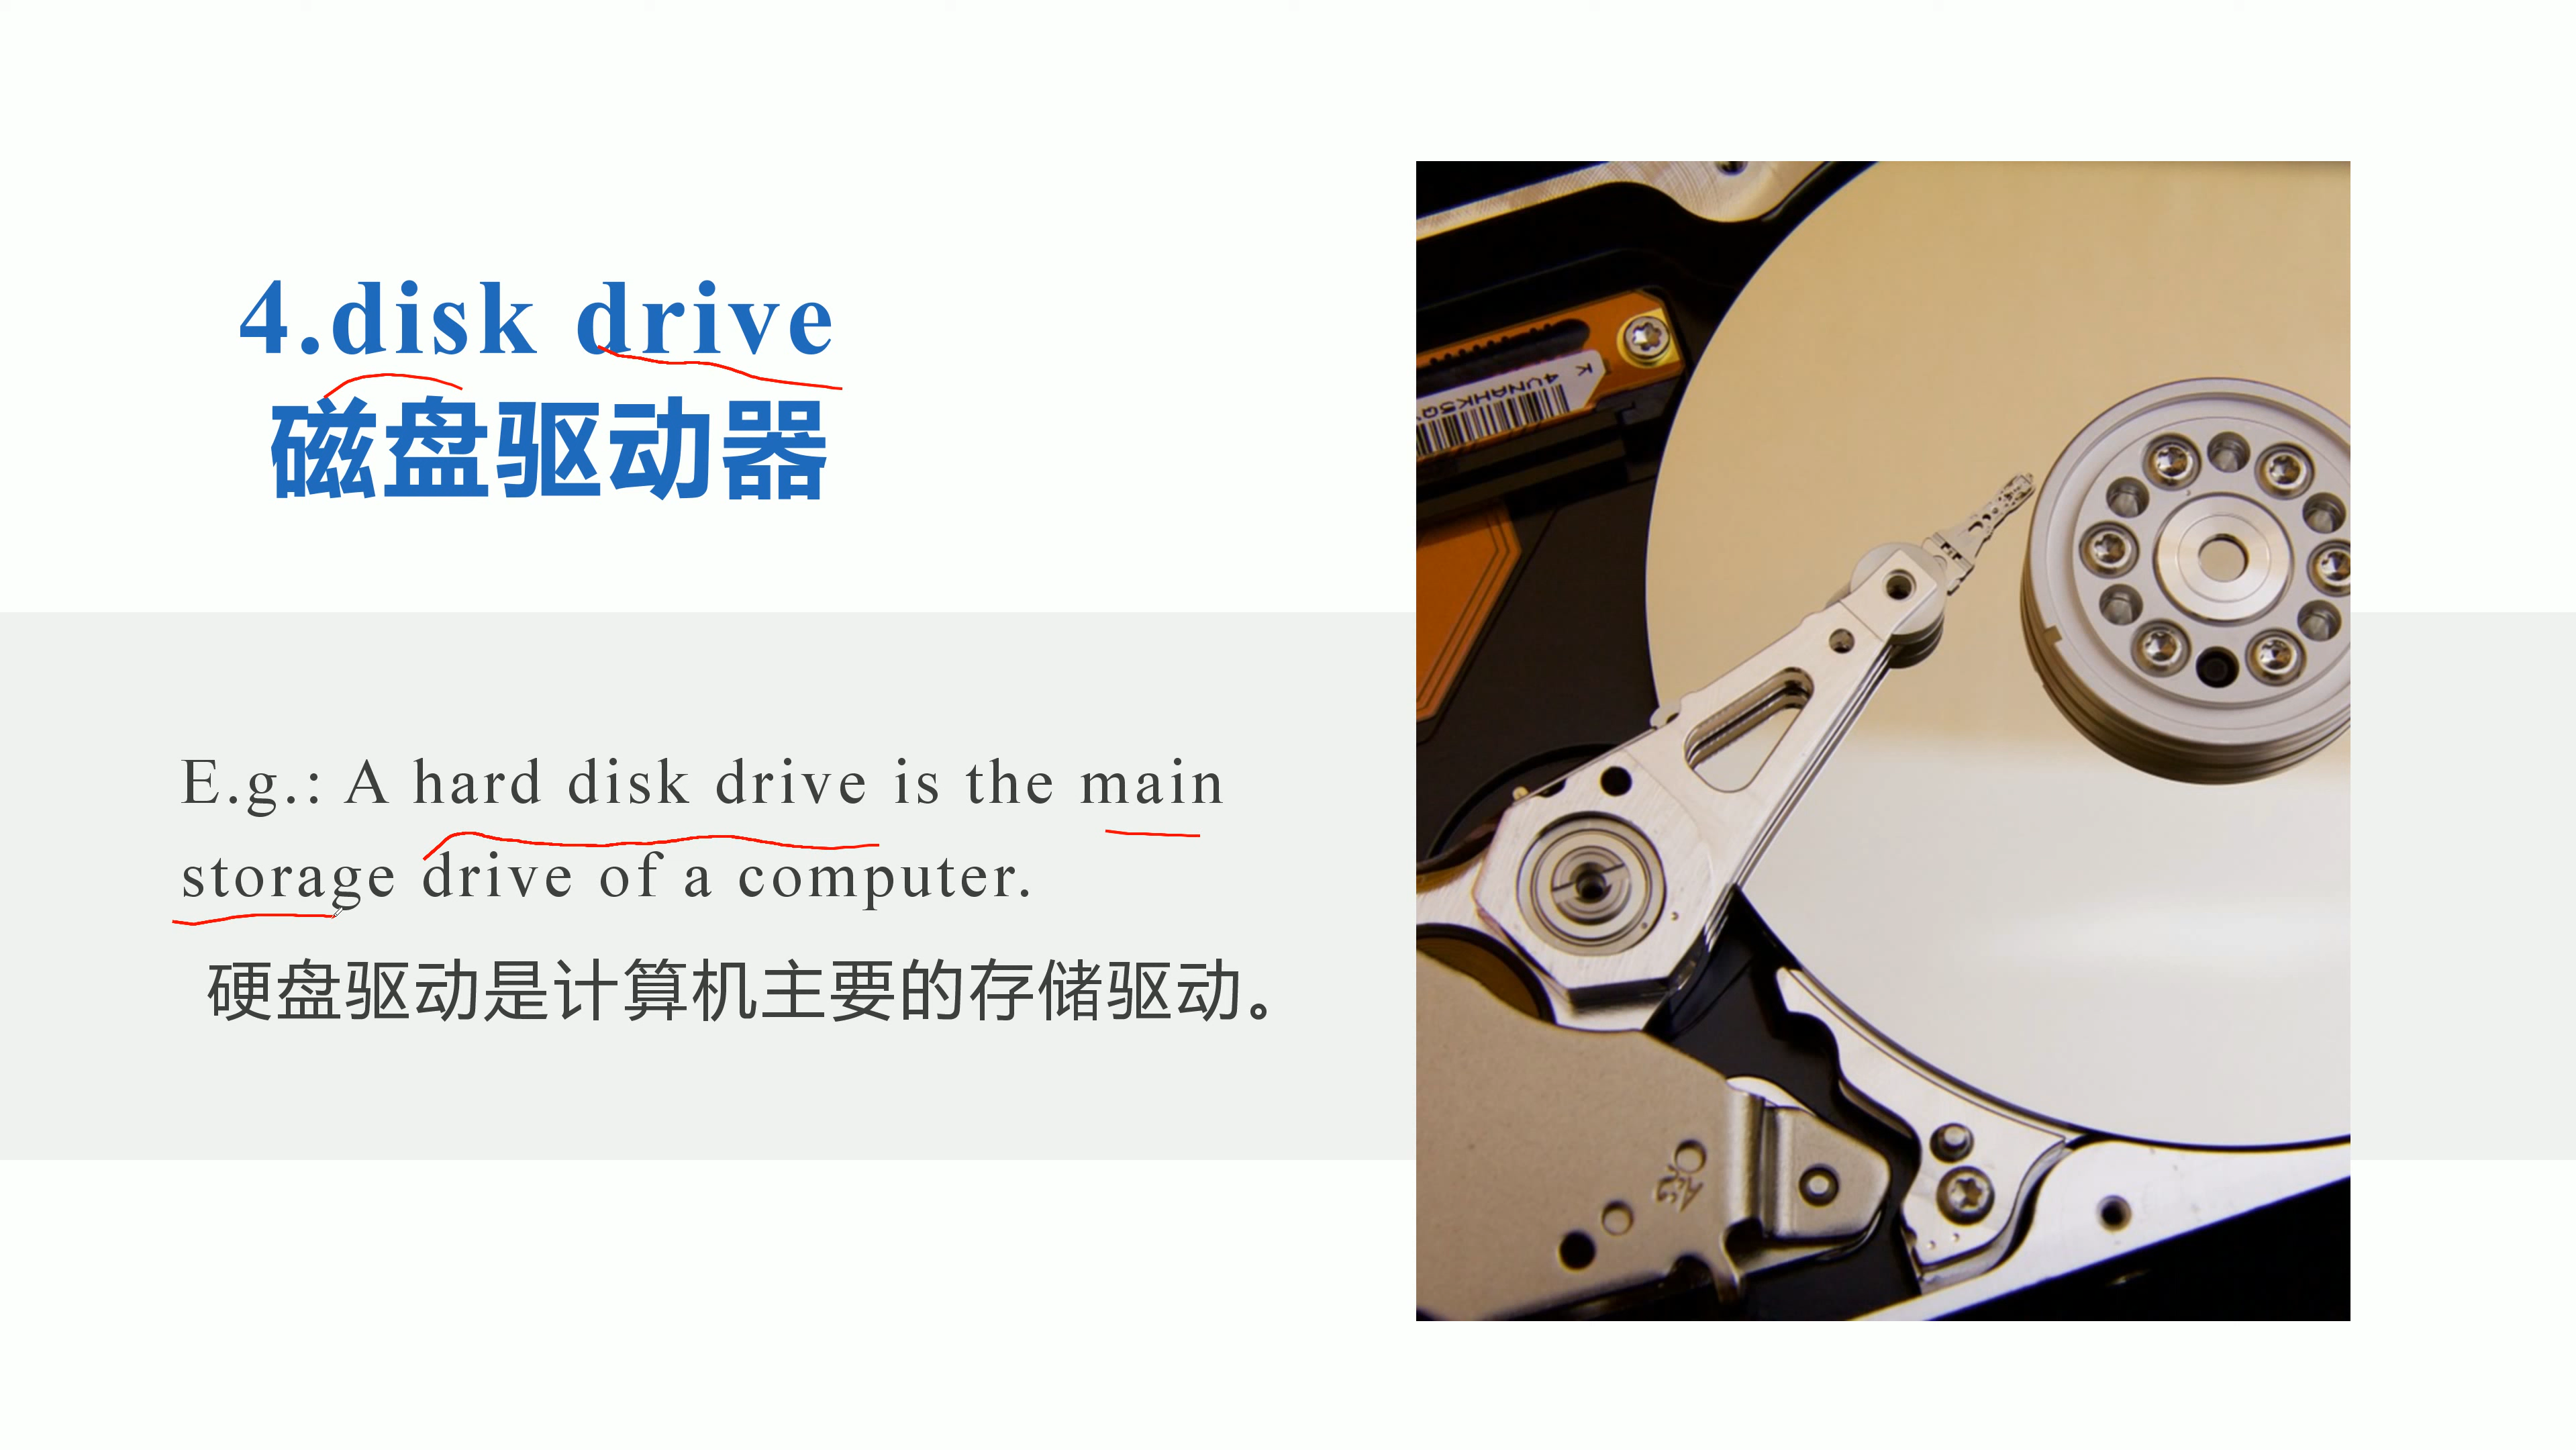 4.disk drive
磁盘驱动器
E.g.: A hard disk drive is the main
storage drive of a computer.
硬盘驱动是计算机主要的存储驱动。